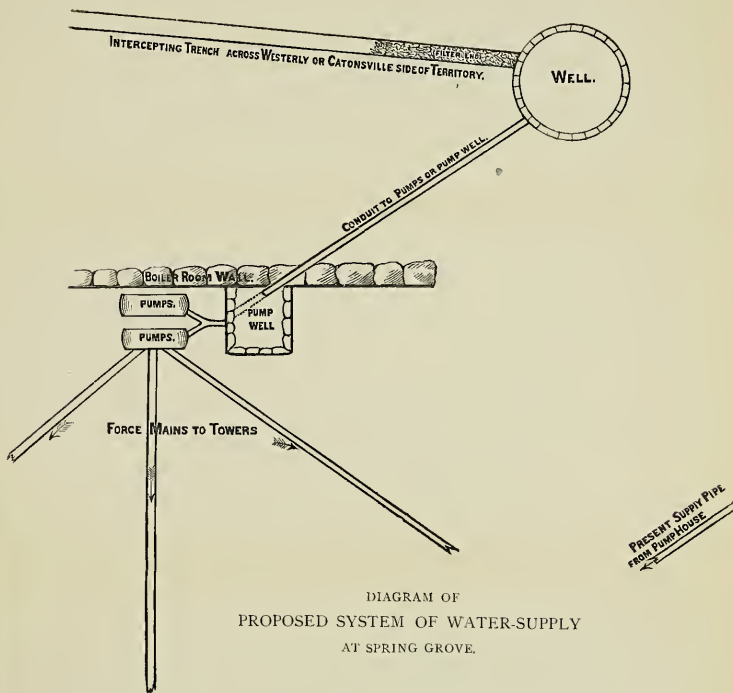 (FILTER END)
INTERCEPTING TRENCH ACROSS WESTERLY OR CATONSVILLE SIDE OF TERRITORY.
WELL.
CONDUIT TO PUMPS OR PUMP WELL.
BOILER ROOM WALL.
PUMPS.
PUMP
WELL
PUMPS.
FORCE MAINS TO TOWERS
PRESENT SUPPLY PIPE
FROM PUMP HOUSE
DIAGRAM OF
PROPOSED SYSTEM OF WATER-SUPPLY
AT SPRING GROVE.